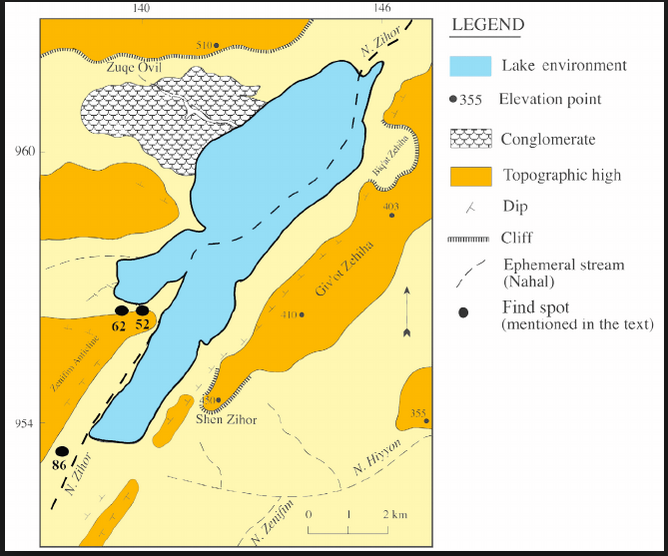 140
146
510
Zuqe Ovil
N. Zihor
960
Biq'at Zehiha
403
Giv'ot Zehiha
410
62
52
Zenifim Anticline
450
Shen Zihor
954
355
86
N. Zihor
N. Hiyyon
N. Zenifim
0 1 2 km
LEGEND
Lake environment
355 Elevation point
Conglomerate
Topographic high
Dip
Cliff
Ephemeral stream
(Nahal)
Find spot
(mentioned in the text)